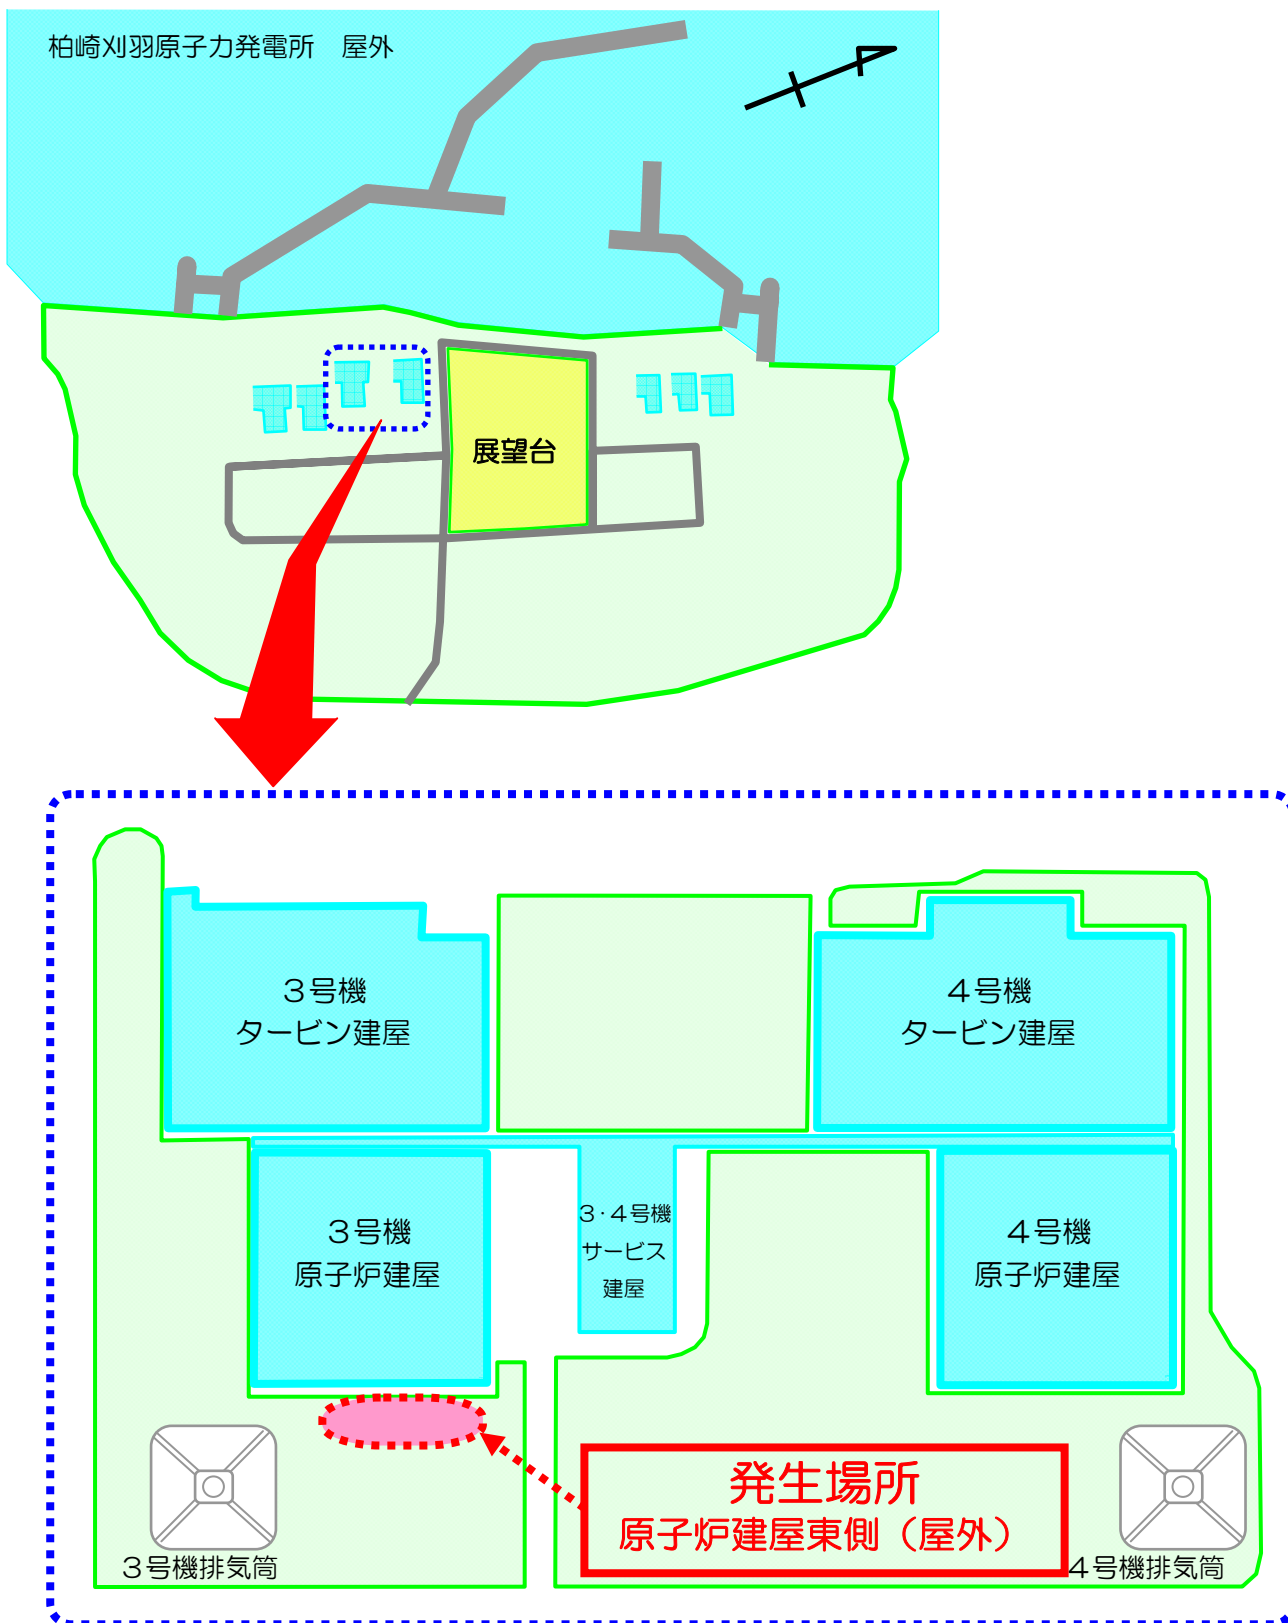 柏崎刈羽原子力発電所　屋外
展望台
３号機
タービン建屋
４号機
タービン建屋
３号機
原子炉建屋
３・４号機
サービス
建屋
４号機
原子炉建屋
発生場所
原子炉建屋東側（屋外）
３号機排気筒
４号機排気筒